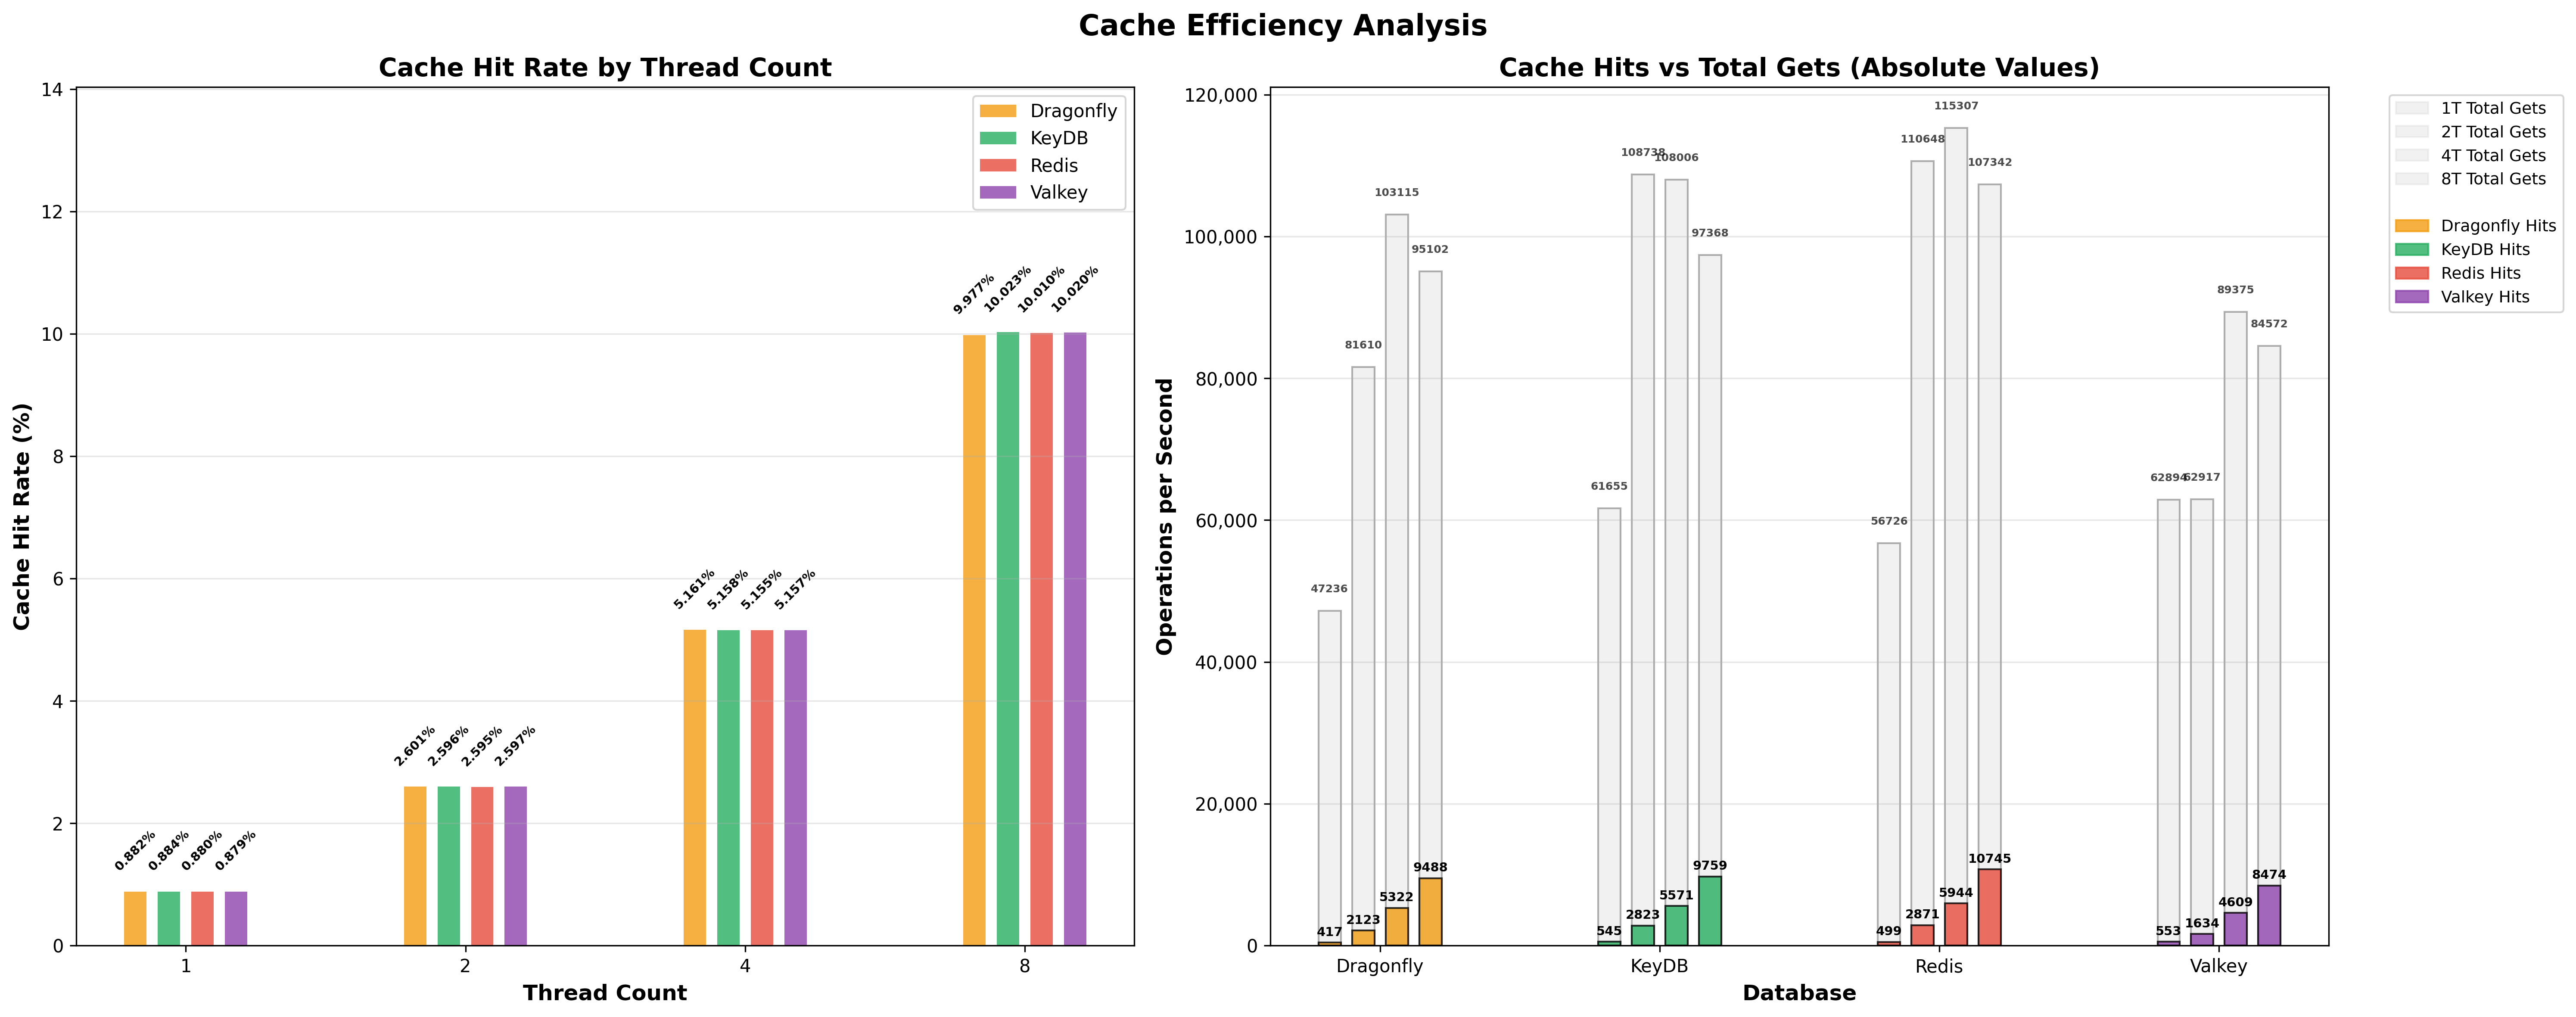 Cache Efficiency Analysis
Cache Hit Rate by Thread Count
Cache Hit Rate (%)
14
12
10
8
6
4
2
0
Dragonfly
KeyDB
Redis
Valkey
0.882% 0.884% 0.880% 0.879%
2.601% 2.596% 2.595% 2.597%
5.161% 5.158% 5.155% 5.157%
9.977% 10.023% 10.010% 10.020%
1 2 4 8
Thread Count
Cache Hits vs Total Gets (Absolute Values)
Operations per Second
120,000
100,000
80,000
60,000
40,000
20,000
0
47236 81610 103115 95102
61655 108738 108006 97368
56726 110648 115307 107342
62894 62917 89375 84572
417 2123 5322 9488
545 2823 5571 9759
499 2871 5944 10745
553 1634 4609 8474
Dragonfly KeyDB Redis Valkey
Database
1T Total Gets
2T Total Gets
4T Total Gets
8T Total Gets
Dragonfly Hits
KeyDB Hits
Redis Hits
Valkey Hits